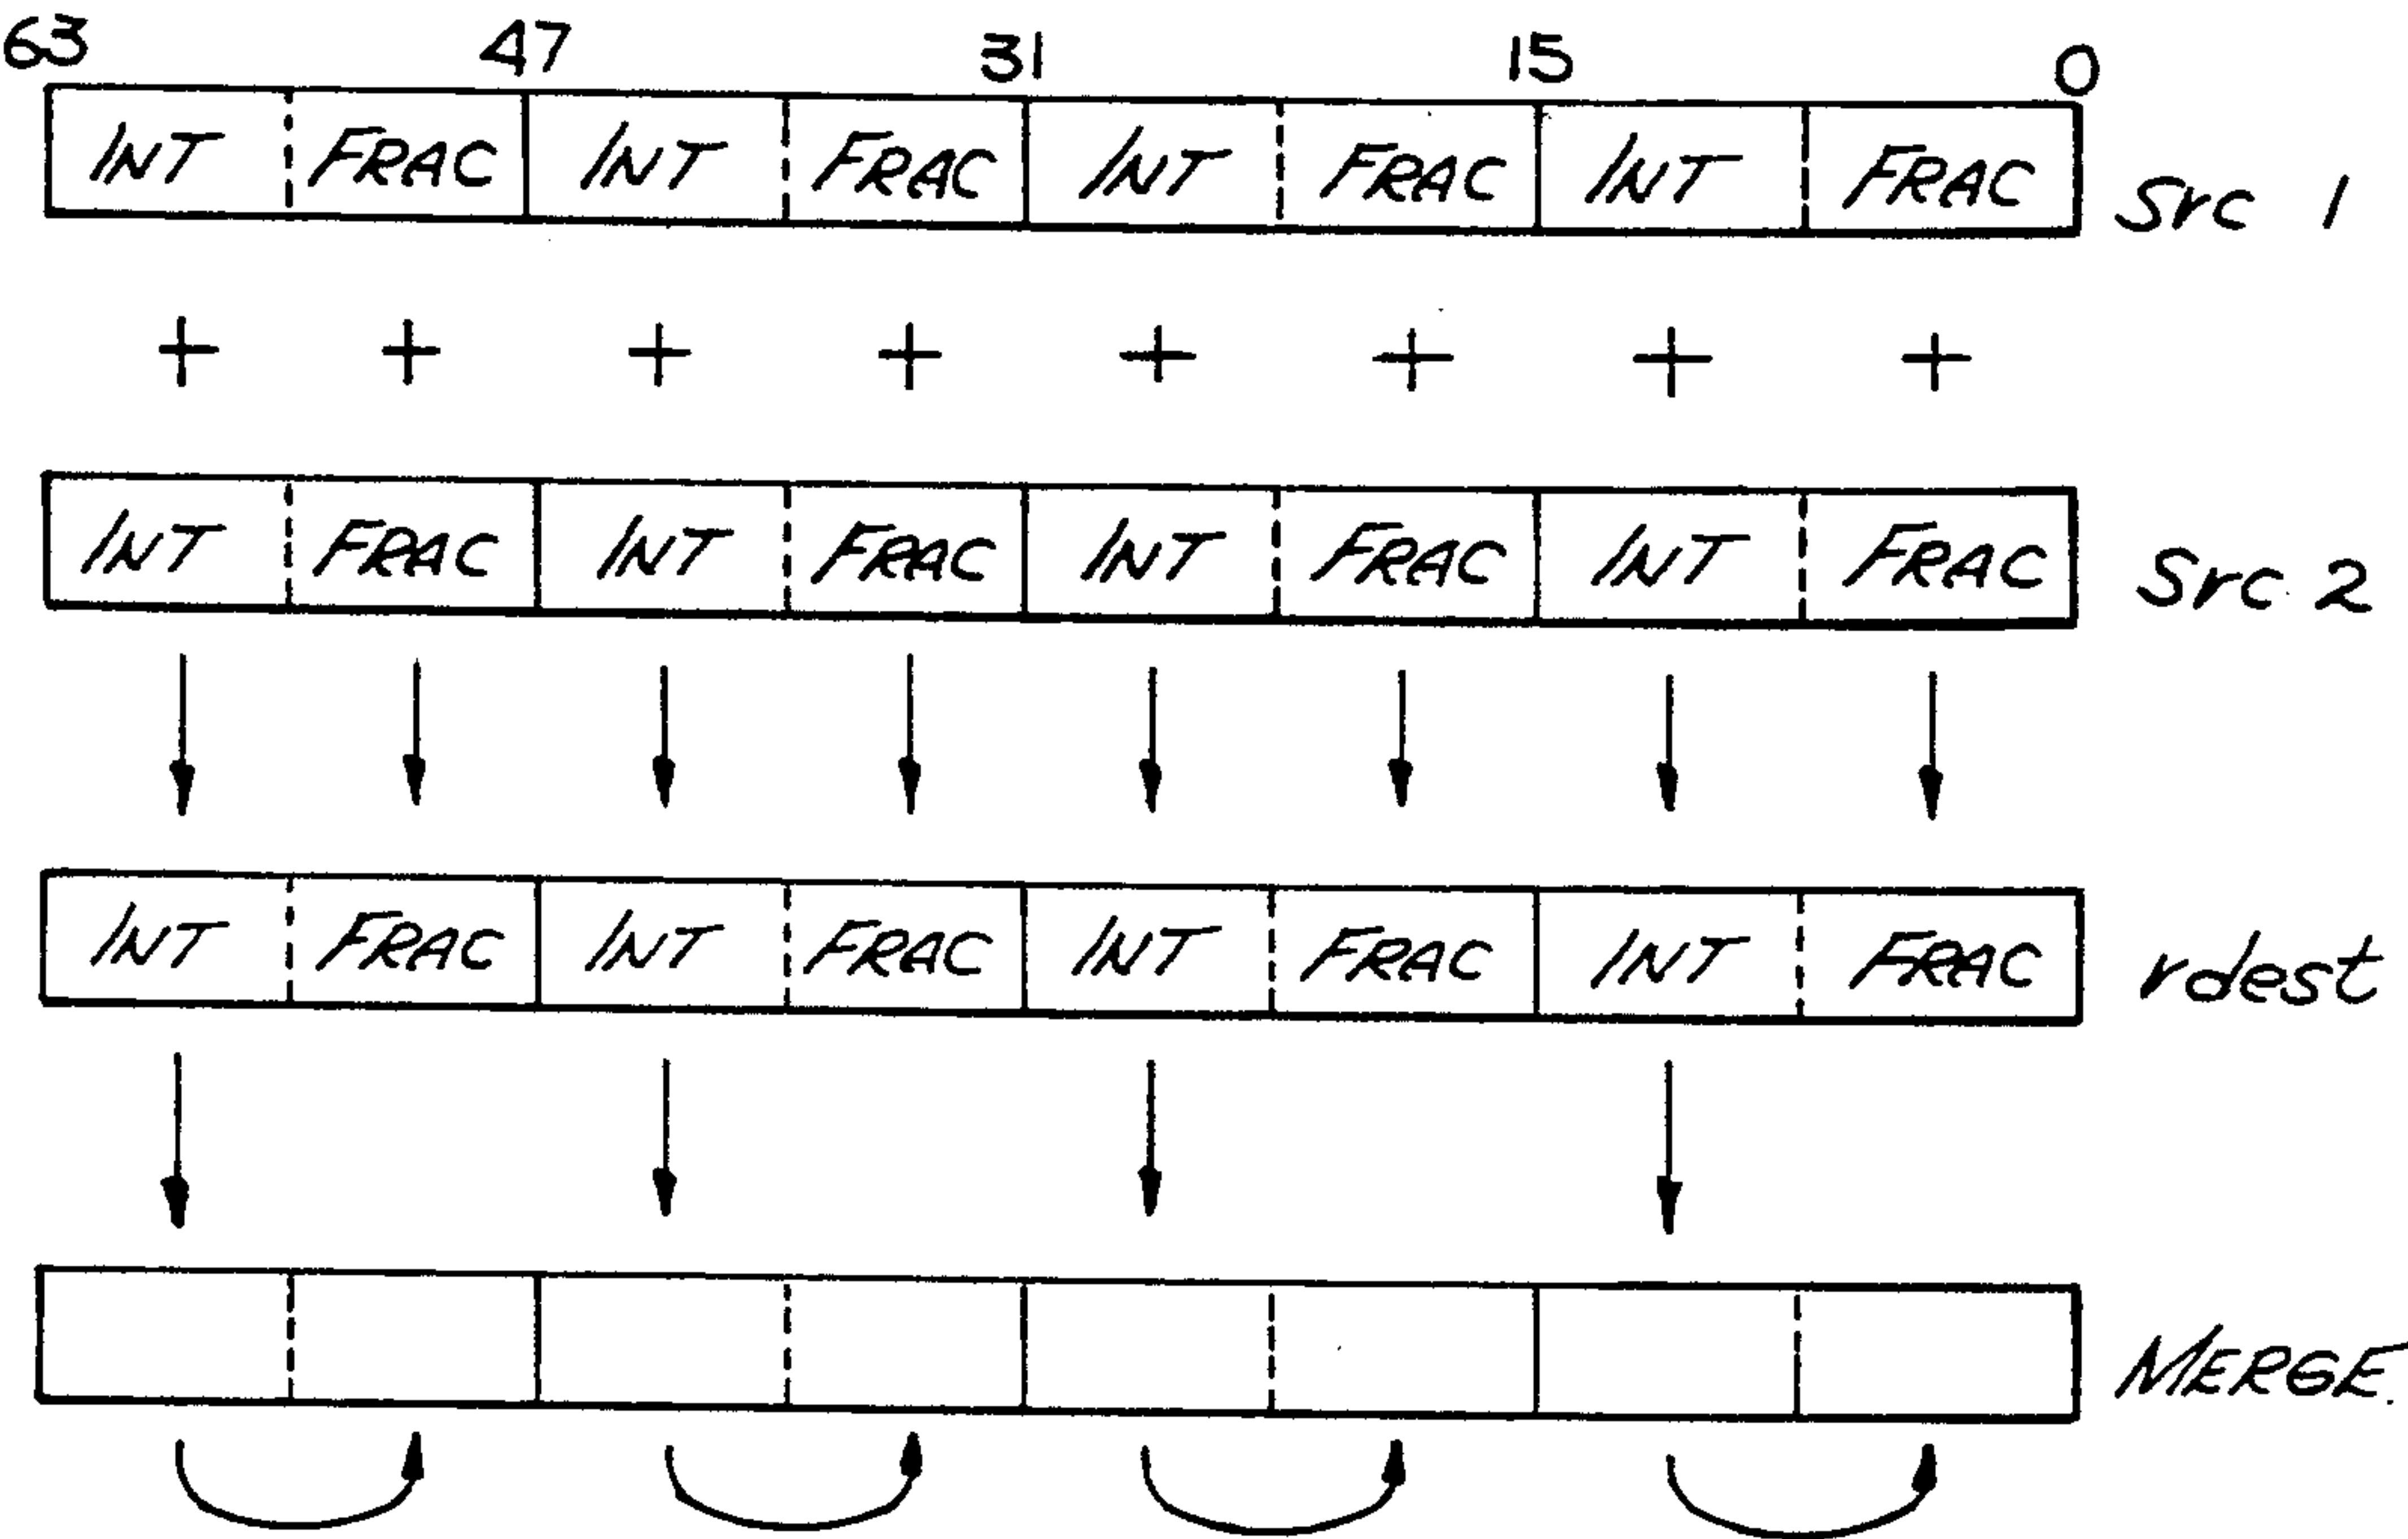 63 47 31 15 0
INT FRAC INT FRAC INT FRAC INT FRAC Src 1
+ + + + + + + +
INT FRAC INT FRAC INT FRAC INT FRAC Src 2
INT FRAC INT FRAC INT FRAC INT FRAC rdest
MERGE.